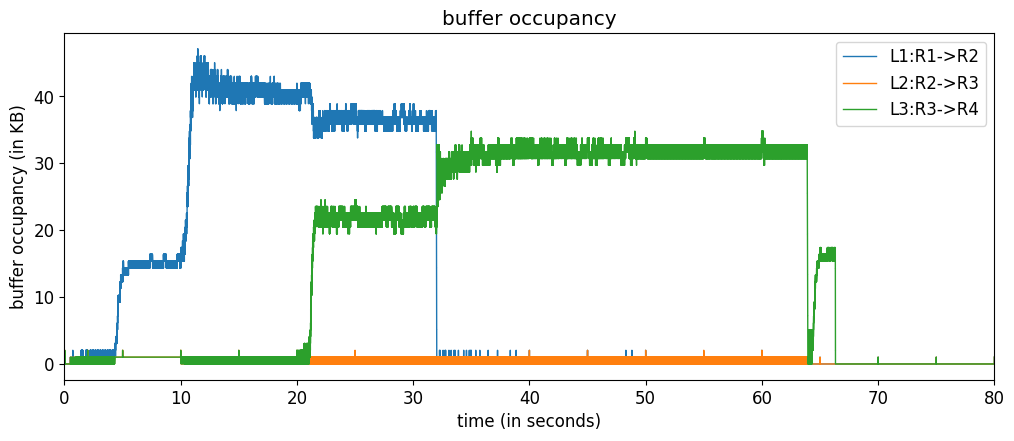 buffer occupancy
L1:R1->R2
L2:R2->R3
L3:R3->R4
buffer occupancy (in KB)
40
30
20
10
0
0 10 20 30 40 50 60 70 80
time (in seconds)